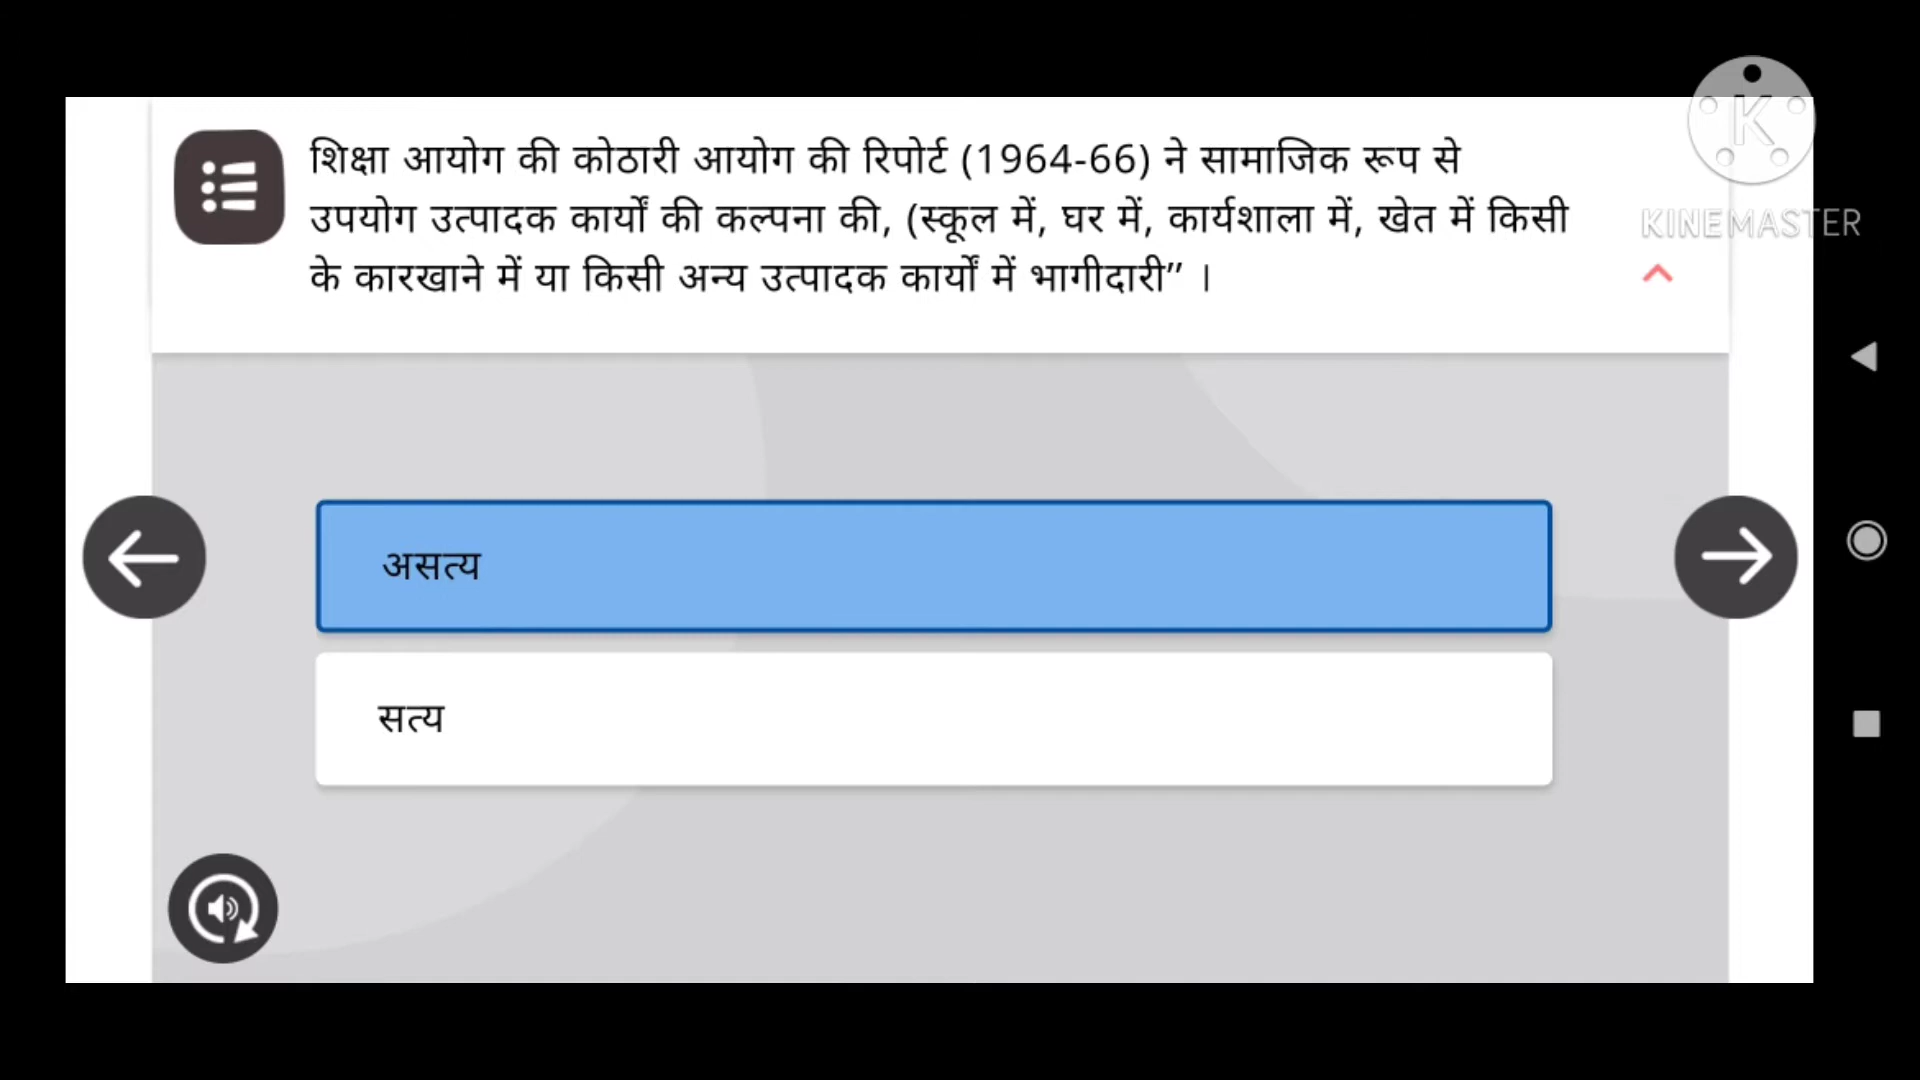 शिक्षा आयोग की कोठारी आयोग की रिपोर्ट (1964-66) ने सामाजिक रूप से
उपयोग उत्पादक कार्यों की कल्पना की, (स्कूल में, घर में, कार्यशाला में, खेत में किसी
के कारखाने में या किसी अन्य उत्पादक कार्यों में भागीदारी” ।
K
KINEMASTER
असत्य
सत्य